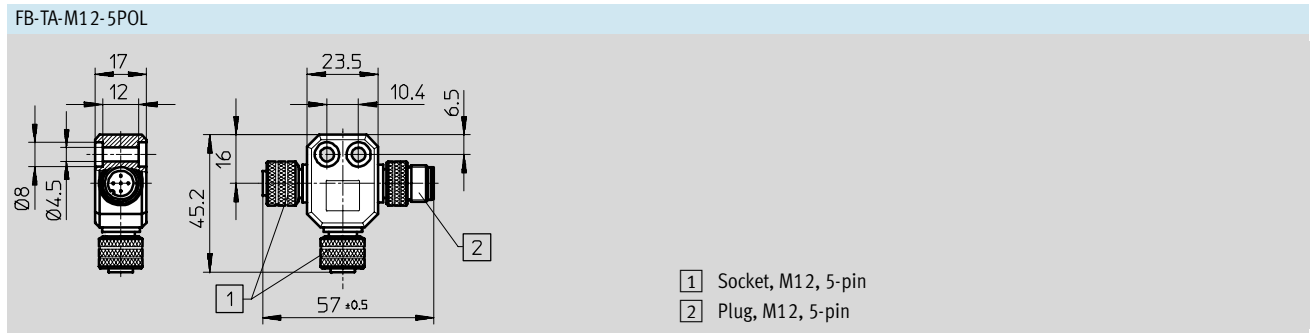 FB-TA-M12-5POL
17
12
Ø8
Ø4.5
23.5
10.4
6.5
16
45.2
57 ±0.5
1
2
1 Socket, M12, 5-pin
2 Plug, M12, 5-pin